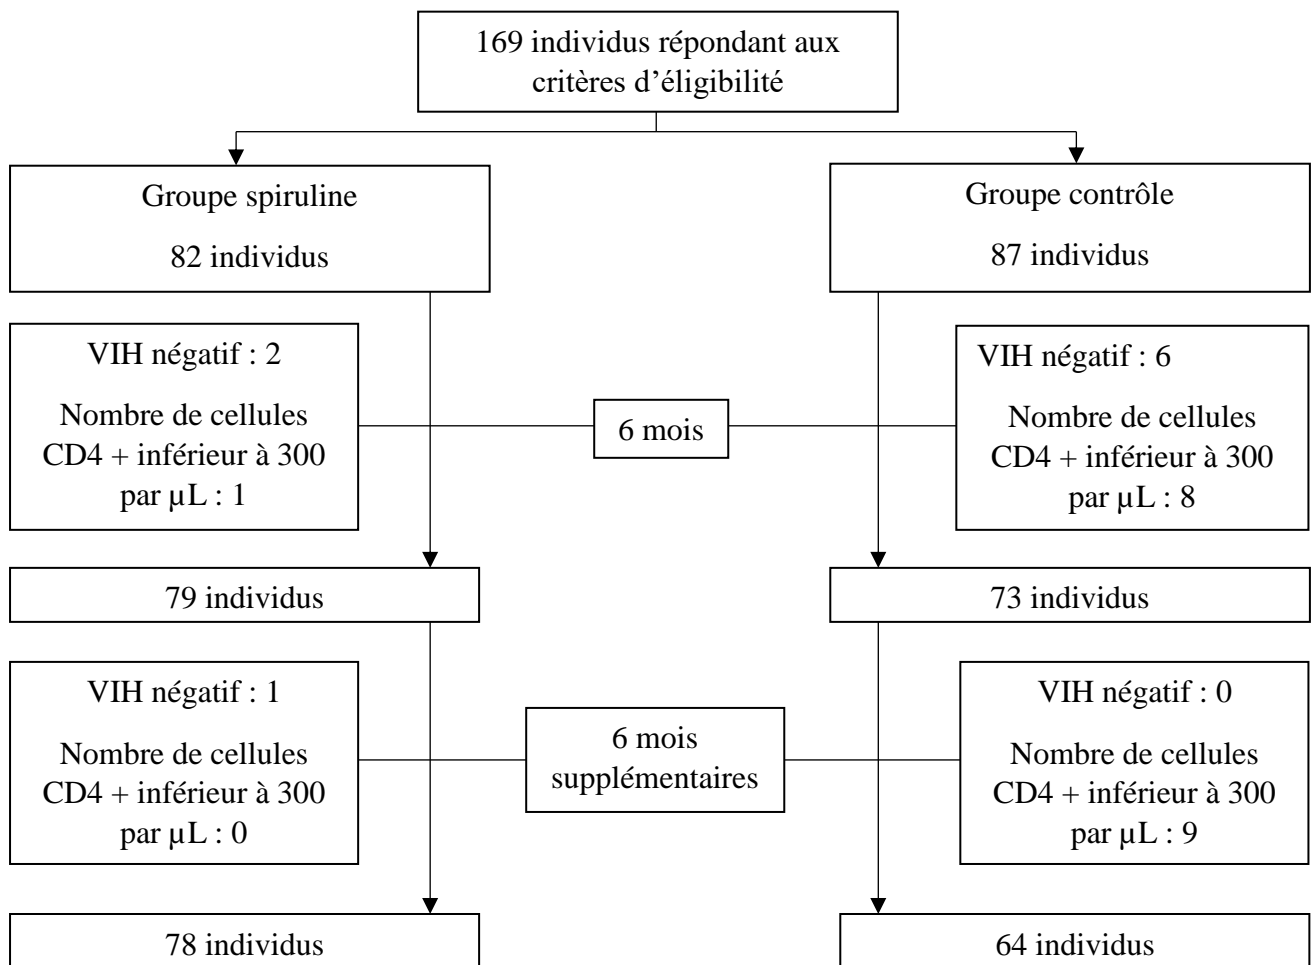 169 individus répondant aux
critères d’éligibilité
Groupe spiruline
82 individus
Groupe contrôle
87 individus
VIH négatif : 2
Nombre de cellules
CD4 + inférieur à 300
par µL : 1
6 mois
VIH négatif : 6
Nombre de cellules
CD4 + inférieur à 300
par µL : 8
79 individus
73 individus
VIH négatif : 1
Nombre de cellules
CD4 + inférieur à 300
par µL : 0
6 mois
supplémentaires
VIH négatif : 0
Nombre de cellules
CD4 + inférieur à 300
par µL : 9
78 individus
64 individus